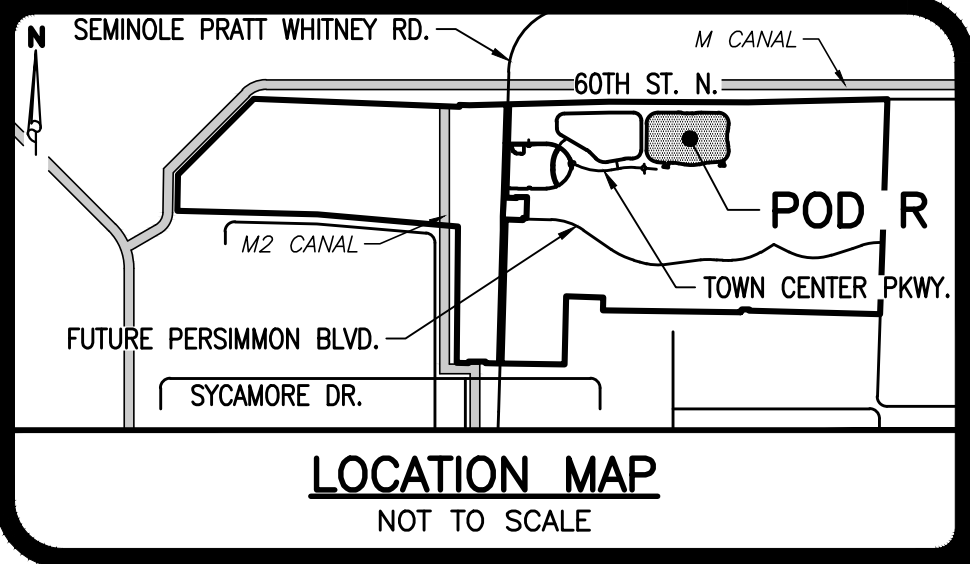 SEMINOLE PRATT WHITNEY RD.
N
M CANAL
60TH ST. N.
POD R
M2 CANAL
TOWN CENTER PKWY.
FUTURE PERSIMMON BLVD.
SYCAMORE DR.
LOCATION MAP
NOT TO SCALE